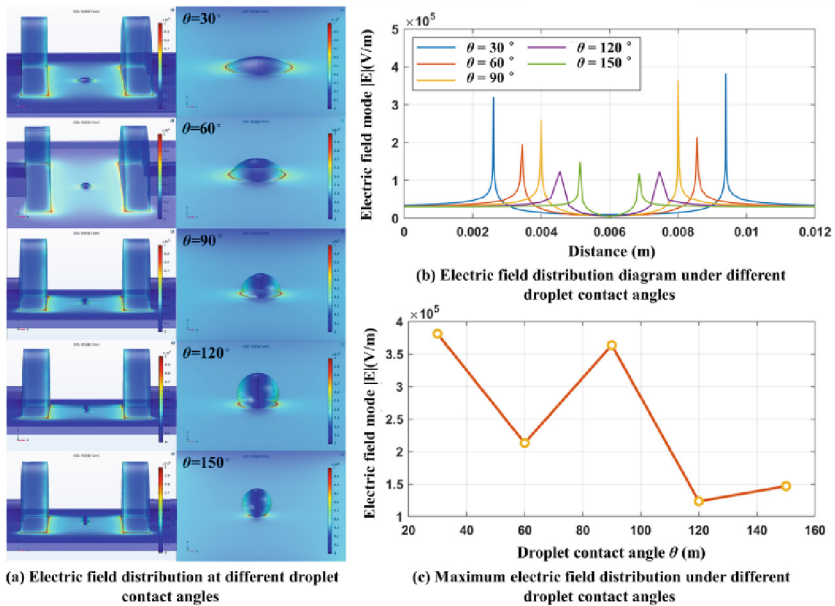 θ=30°
θ=60°
θ=90°
θ=120°
θ=150°
(a) Electric field distribution at different droplet
contact angles
×10⁵
5
4
3
2
1
0
Electric field mode |E|(V/m)
θ = 30 °
θ = 60 °
θ = 90 °
θ = 120 °
θ = 150 °
0
0.002
0.004
0.006
0.008
0.01
0.012
Distance (m)
(b) Electric field distribution diagram under different
droplet contact angles
×10⁵
4
3.5
3
2.5
2
1.5
1
Electric field mode |E|(V/m)
20
40
60
80
100
120
140
160
Droplet contact angle θ (m)
(c) Maximum electric field distribution under different
droplet contact angles